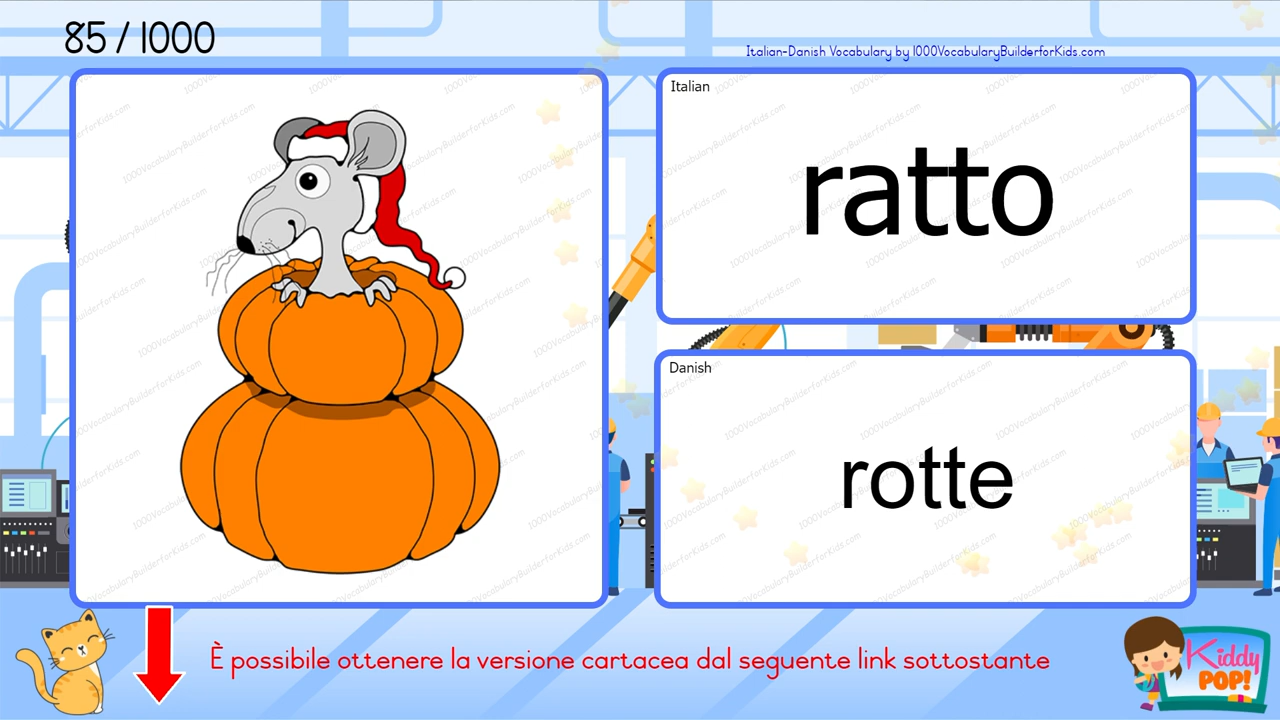 85 / 1000
Italian-Danish Vocabulary by 1000VocabularyBuilderforKids.com
Italian
ratto
Danish
rotte
È possibile ottenere la versione cartacea dal seguente link sottostante
Kiddy
POP!